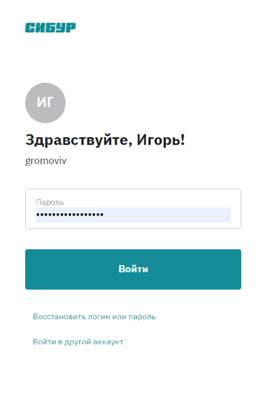 СИБУР
ИГ
Здравствуйте, Игорь!
gromoviv
Пароль
•••••••••••••••••
Войти
Восстановить логин или пароль
Войти в другой аккаунт